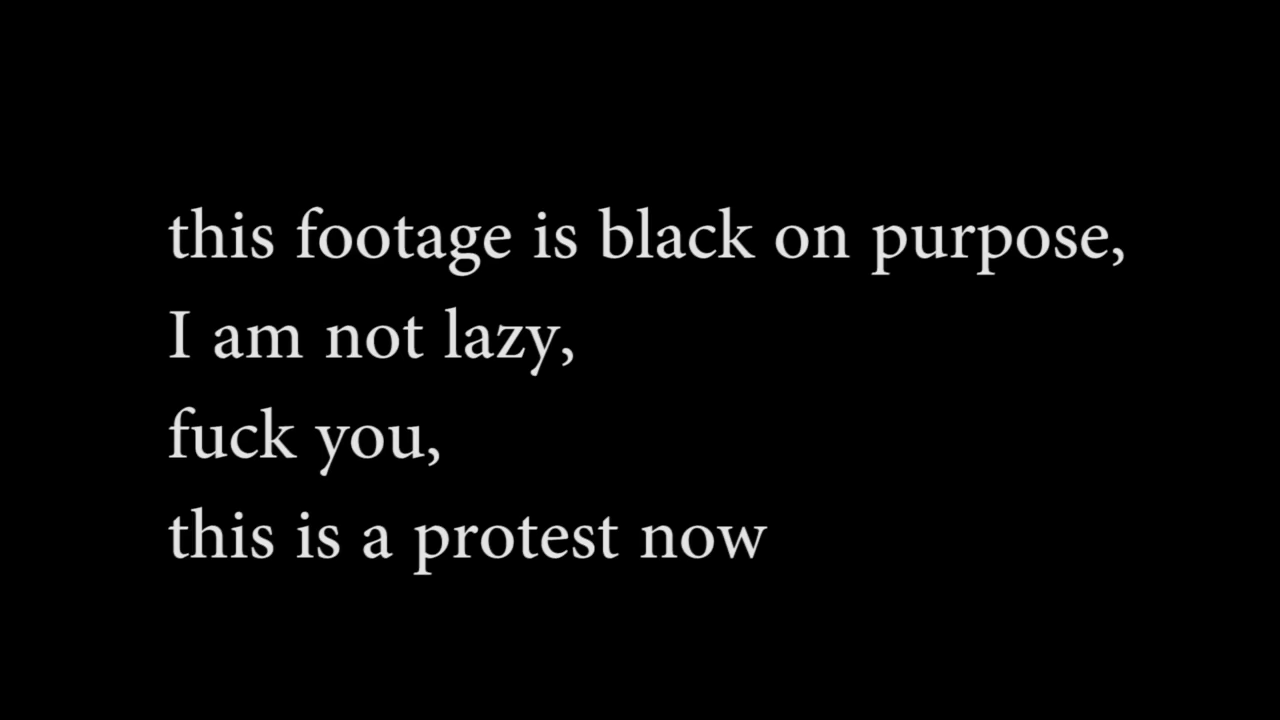 this footage is black on purpose,
I am not lazy,
fuck you,
this is a protest now